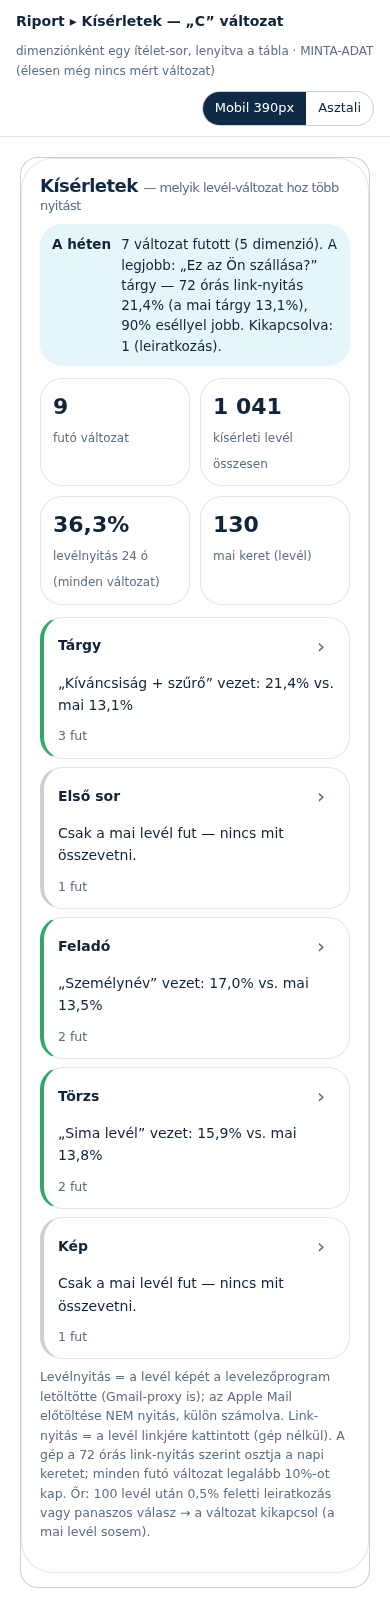 Riport ▸ Kísérletek — „C” változat
dimenziónként egy ítélet-sor, lenyitva a tábla · MINTA-ADAT
(élesen még nincs mért változat)
Mobil 390px Asztali
Kísérletek — melyik levél-változat hoz több
nyitást
A héten 7 változat futott (5 dimenzió). A
legjobb: „Ez az Ön szállása?”
tárgy — 72 órás link-nyitás
21,4% (a mai tárgy 13,1%),
90% eséllyel jobb. Kikapcsolva:
1 (leiratkozás).
9
futó változat
1 041
kísérleti levél
összesen
36,3%
levélnyitás 24 ó
(minden változat)
130
mai keret (levél)
Tárgy ›
„Kíváncsiság + szűrő” vezet: 21,4% vs.
mai 13,1%
3 fut
Első sor ›
Csak a mai levél fut — nincs mit
összevetni.
1 fut
Feladó ›
„Személynév” vezet: 17,0% vs. mai
13,5%
2 fut
Törzs ›
„Sima levél” vezet: 15,9% vs. mai
13,8%
2 fut
Kép ›
Csak a mai levél fut — nincs mit
összevetni.
1 fut
Levélnyitás = a levél képét a levelezőprogram
letöltötte (Gmail-proxy is); az Apple Mail
előtöltése NEM nyitás, külön számolva. Link-
nyitás = a levél linkjére kattintott (gép nélkül). A
gép a 72 órás link-nyitás szerint osztja a napi
keretet; minden futó változat legalább 10%-ot
kap. Őr: 100 levél után 0,5% feletti leiratkozás
vagy panaszos válasz → a változat kikapcsol (a
mai levél sosem).